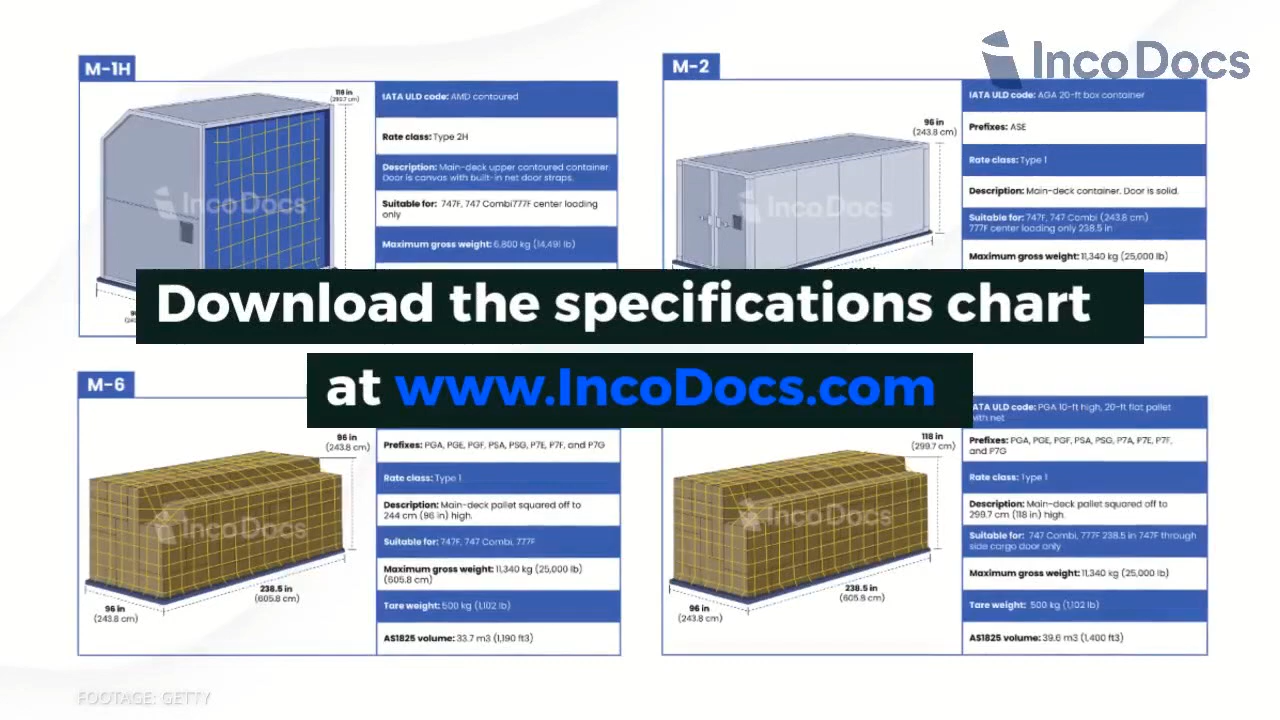 IncoDocs
M-1H
118 in
IATA ULD code: AMD contoured
Rate class: Type 2H
Description: Main-deck upper contoured container.
Door is canvas with built-in net door straps.
Suitable for: 747F, 747 Combi777F center loading
only
Maximum gross weight: 6,800 kg (14,491 lb)
IncoDocs
M-2
96 in
(243.8 cm)
IATA ULD code: AGA 20-ft box container
Prefixes: ASE
Rate class: Type 1
Description: Main-deck container. Door is solid.
Suitable for: 747F, 747 Combi (243.8 cm)
777F center loading only 238.5 in
Maximum gross weight: 11,340 kg (25,000 lb)
IncoDocs
Download the specifications chart
at www.IncoDocs.com
M-6
96 in
(243.8 cm)
Prefixes: PGA, PGE, PGF, PSA, PSG, P7E, P7F, and P7G
Rate class: Type 1
Description: Main-deck pallet squared off to
244 cm (96 in) high.
Suitable for: 747F, 747 Combi, 777F
Maximum gross weight: 11,340 kg (25,000 lb)
(605.8 cm)
Tare weight: 500 kg (1,102 lb)
AS1825 volume: 33.7 m3 (1,190 ft3)
IncoDocs
238.5 in
(605.8 cm)
96 in
(243.8 cm)
118 in
(299.7 cm)
IATA ULD code: PGA 10-ft high, 20-ft flat pallet
with net
Prefixes: PGA, PGE, PGF, PSA, PSG, P7A, P7E, P7F,
and P7G
Rate class: Type 1
Description: Main-deck pallet squared off to
299.7 cm (118 in) high.
Suitable for: 747 Combi, 777F 238.5 in 747F through
side cargo door only
Maximum gross weight: 11,340 kg (25,000 lb)
Tare weight: 500 kg (1,102 lb)
AS1825 volume: 39.6 m3 (1,400 ft3)
IncoDocs
238.5 in
(605.8 cm)
96 in
(243.8 cm)
FOOTAGE: GETTY